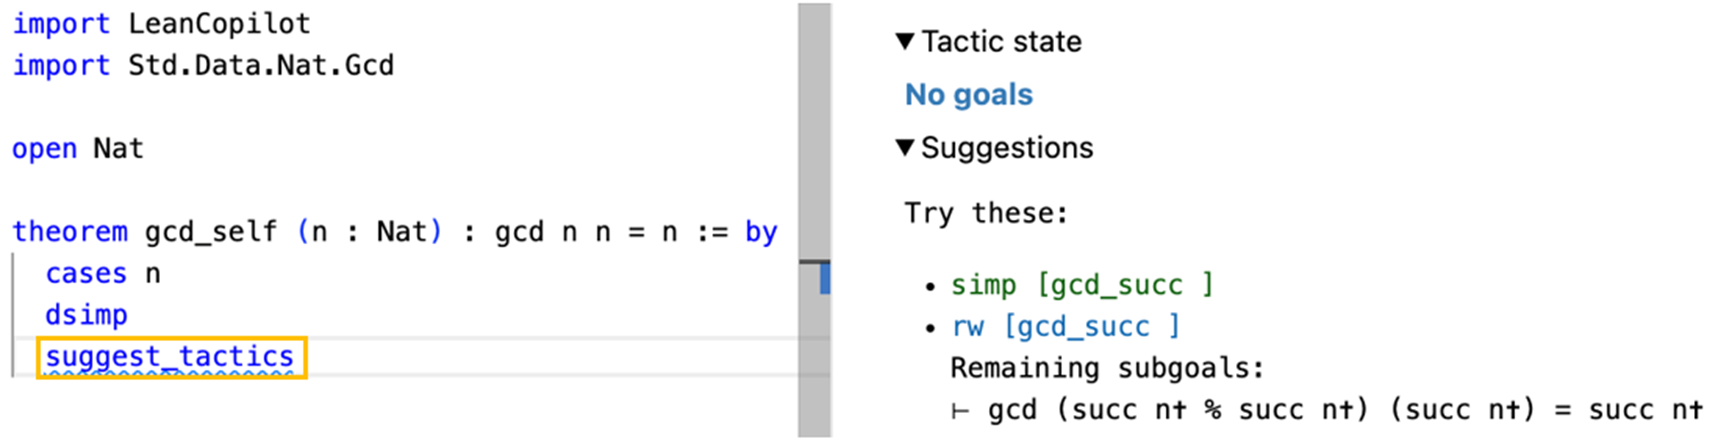 import LeanCopilot
import Std.Data.Nat.Gcd
open Nat
theorem gcd_self (n : Nat) : gcd n n = n := by
cases n
dsimp
suggest_tactics
▼ Tactic state
No goals
▼ Suggestions
Try these:
• simp [gcd_succ ]
• rw [gcd_succ ]
Remaining subgoals:
⊢ gcd (succ n✝ % succ n✝) (succ n✝) = succ n✝